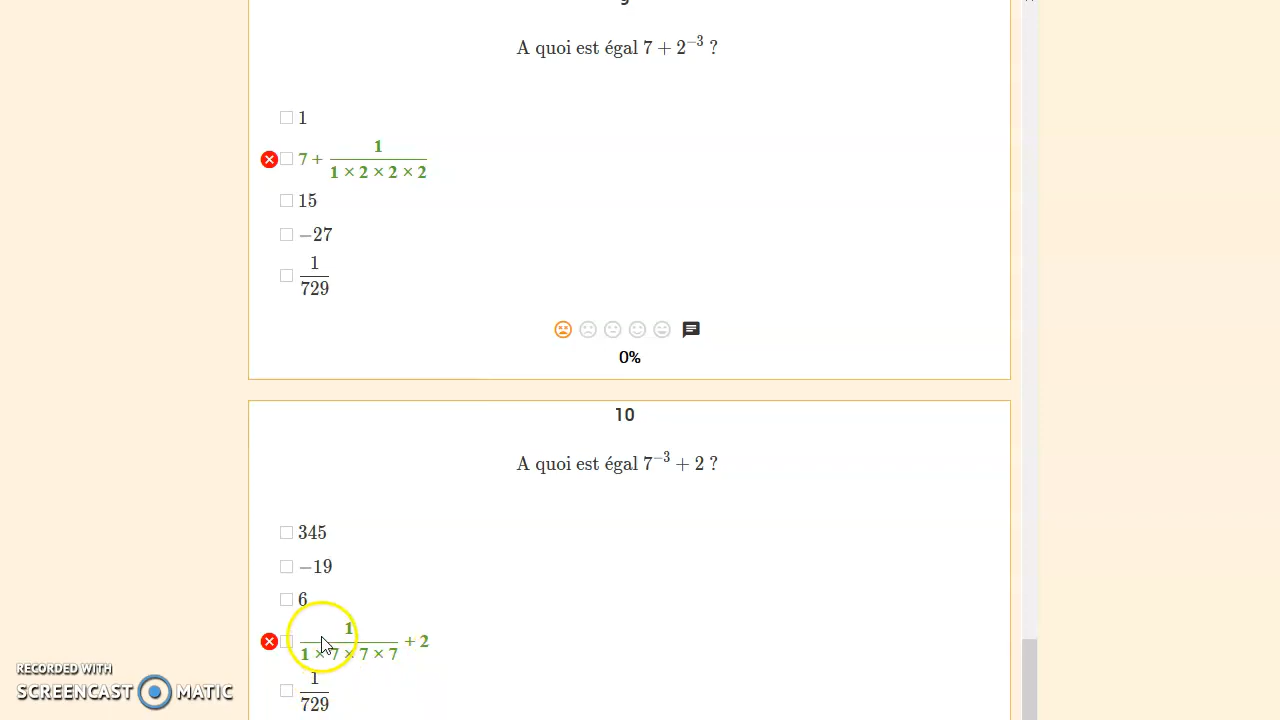 A quoi est égal 7 + 2⁻³ ?
1
7 + 1/(1 × 2 × 2 × 2)
15
−27
1/729
0%
10
A quoi est égal 7⁻³ + 2 ?
345
−19
6
1/(1 × 7 × 7 × 7) + 2
1/729
RECORDED WITH
SCREENCAST MATIC